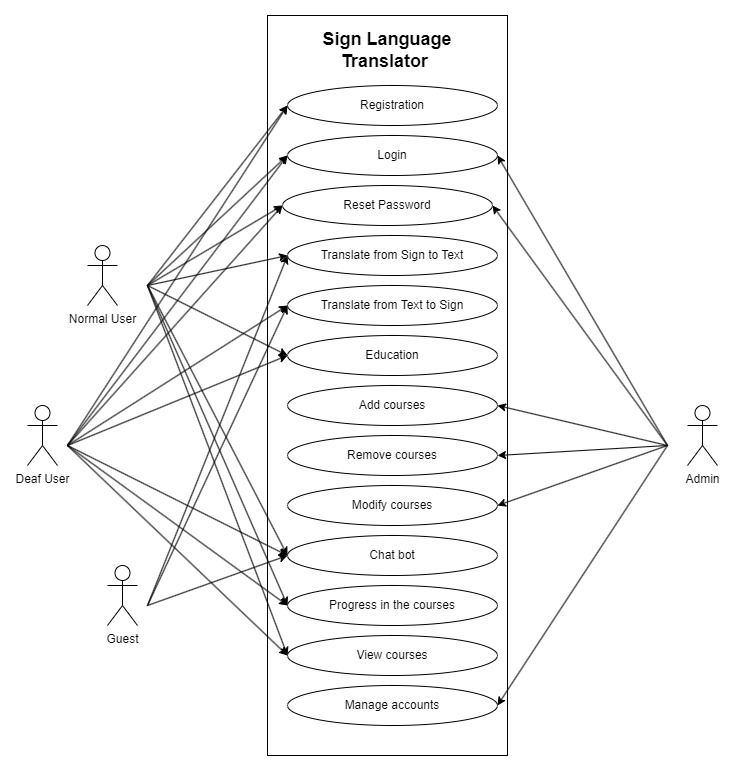 Sign Language
Translator
Registration
Login
Reset Password
Translate from Sign to Text
Normal User
Translate from Text to Sign
Education
Add courses
Deaf User
Remove courses
Admin
Modify courses
Chat bot
Guest
Progress in the courses
View courses
Manage accounts